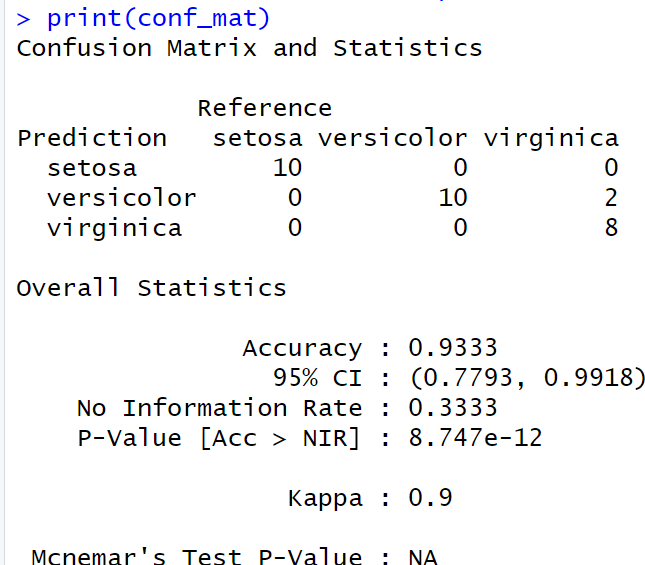 > print(conf_mat)
Confusion Matrix and Statistics
Reference
Prediction setosa versicolor virginica
setosa 10 0 0
versicolor 0 10 2
virginica 0 0 8
Overall Statistics
Accuracy : 0.9333
95% CI : (0.7793, 0.9918)
No Information Rate : 0.3333
P-Value [Acc > NIR] : 8.747e-12
Kappa : 0.9
Mcnemar's Test P-Value : NA